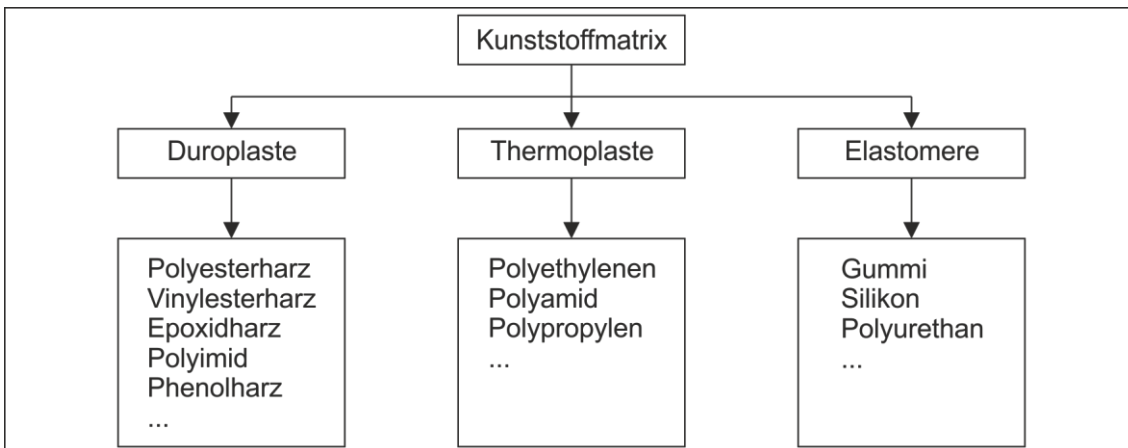 Kunststoffmatrix
Duroplaste
Thermoplaste
Elastomere
Polyesterharz
Vinylesterharz
Epoxidharz
Polyimid
Phenolharz
...
Polyethylenen
Polyamid
Polypropylen
...
Gummi
Silikon
Polyurethan
...